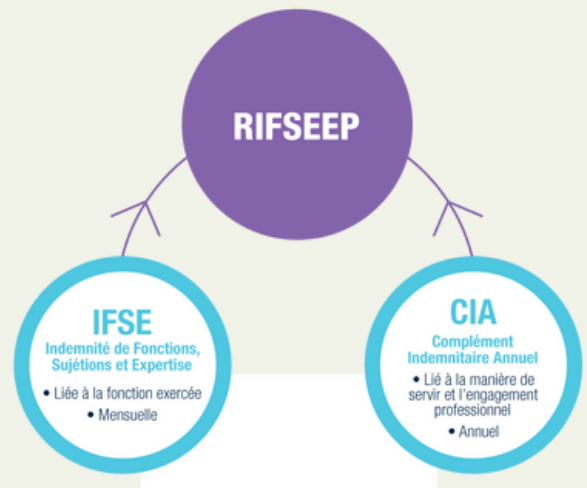 RIFSEEP
IFSE
Indemnité de Fonctions,
Sujétions et Expertise
• Liée à la fonction exercée
• Mensuelle
CIA
Complément
Indemnitaire Annuel
• Lié à la manière de
servir et l'engagement
professionnel
• Annuel